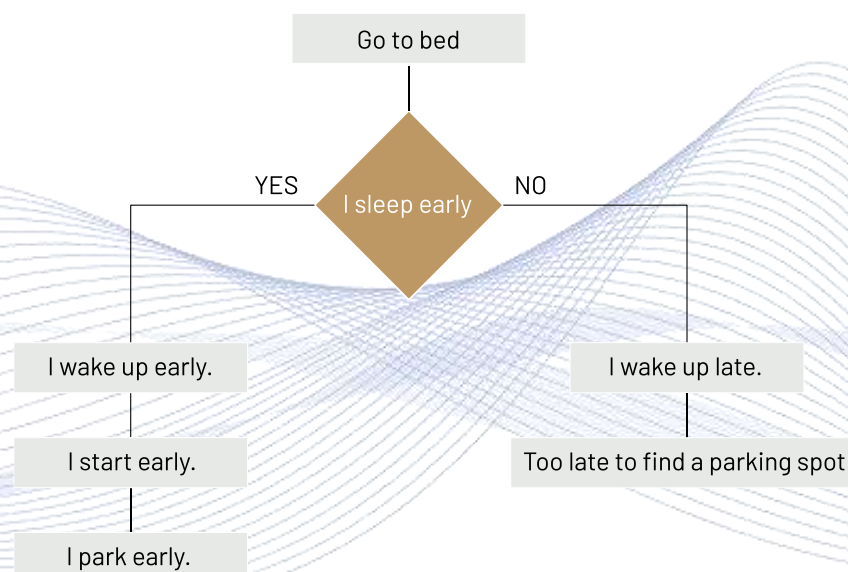 Go to bed
YES
NO
I sleep early
I wake up early.
I wake up late.
I start early.
Too late to find a parking spot
I park early.